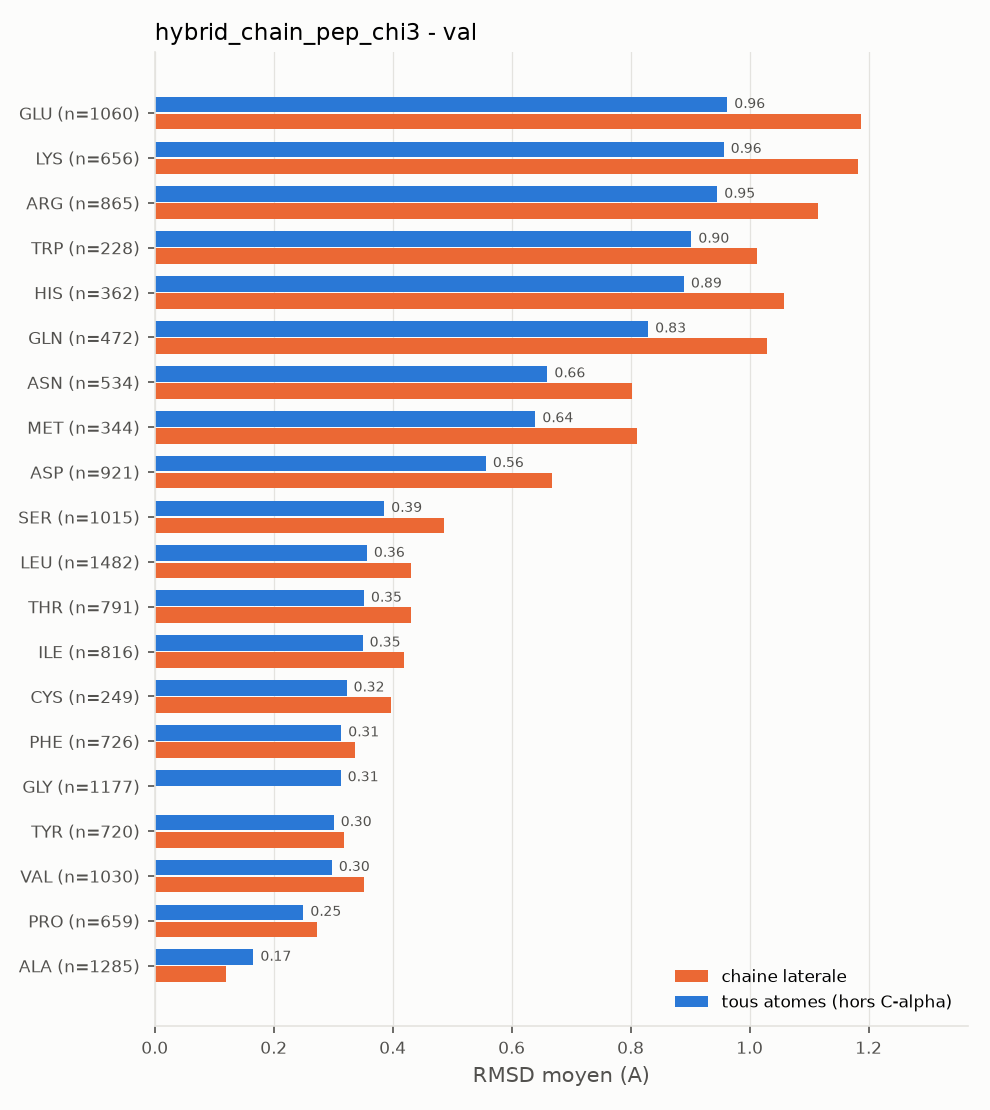 hybrid_chain_pep_chi3 - val
GLU (n=1060) 0.96
LYS (n=656) 0.96
ARG (n=865) 0.95
TRP (n=228) 0.90
HIS (n=362) 0.89
GLN (n=472) 0.83
ASN (n=534) 0.66
MET (n=344) 0.64
ASP (n=921) 0.56
SER (n=1015) 0.39
LEU (n=1482) 0.36
THR (n=791) 0.35
ILE (n=816) 0.35
CYS (n=249) 0.32
PHE (n=726) 0.31
GLY (n=1177) 0.31
TYR (n=720) 0.30
VAL (n=1030) 0.30
PRO (n=659) 0.25
ALA (n=1285) 0.17
chaine laterale
tous atomes (hors C-alpha)
0.0 0.2 0.4 0.6 0.8 1.0 1.2
RMSD moyen (A)